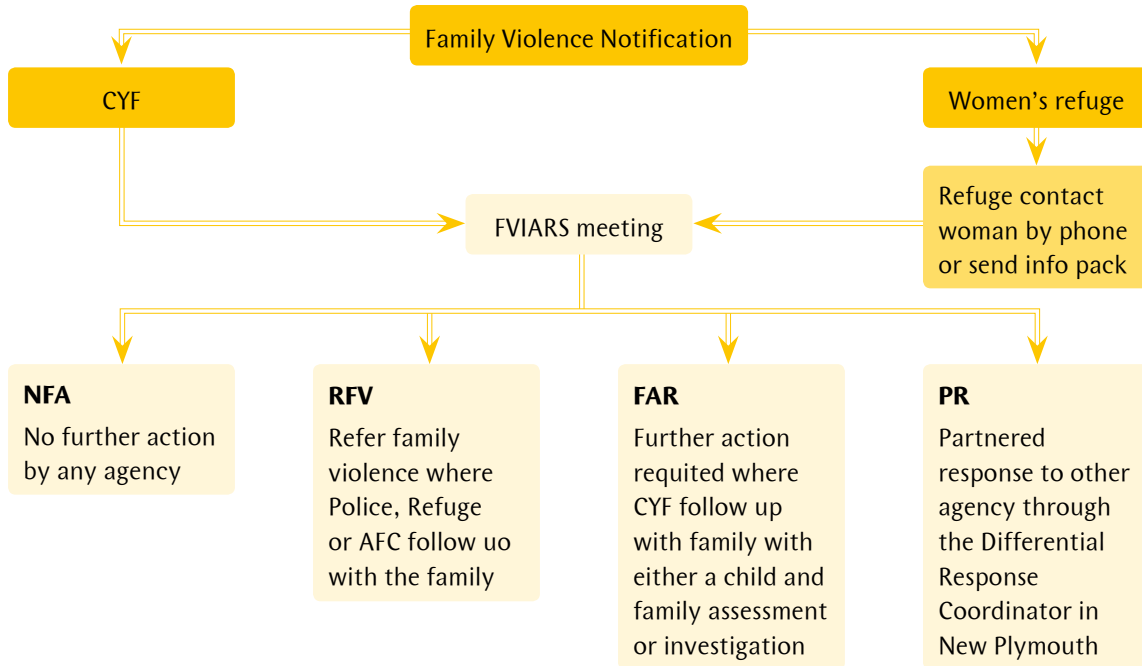 Family Violence Notification
CYF
Women's refuge
Refuge contact
woman by phone
or send info pack
FVIARS meeting
NFA
No further action
by any agency
RFV
Refer family
violence where
Police, Refuge
or AFC follow uo
with the family
FAR
Further action
requited where
CYF follow up
with family with
either a child and
family assessment
or investigation
PR
Partnered
response to other
agency through
the Differential
Response
Coordinator in
New Plymouth